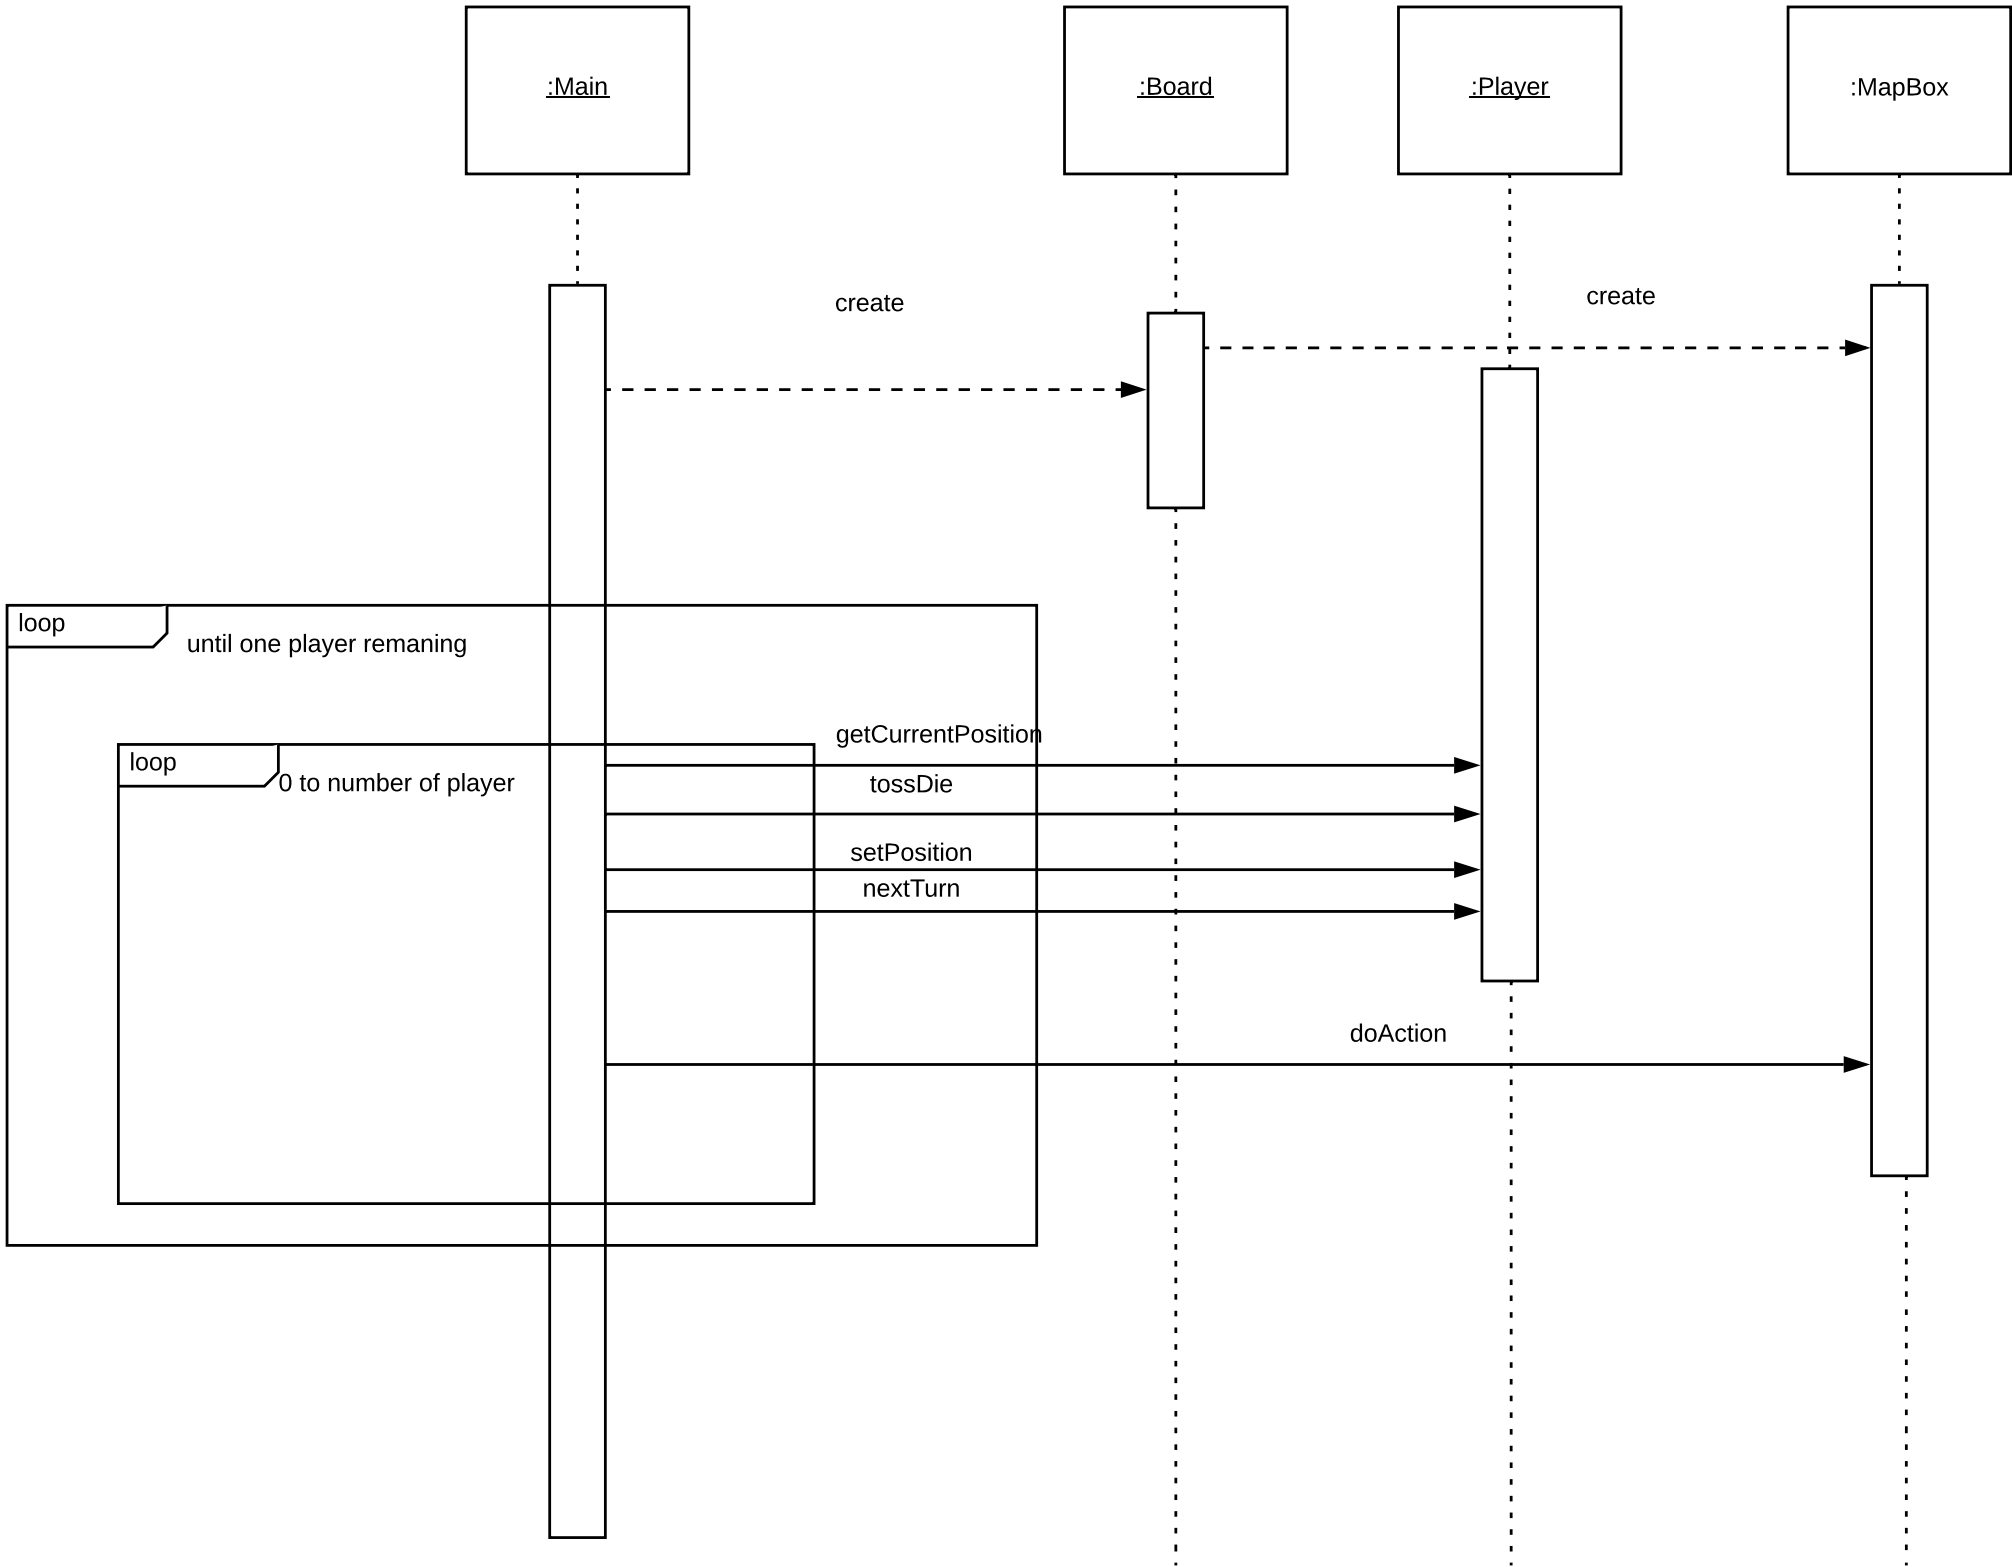 :Main
:Board
:Player
:MapBox
create
create
loop
until one player remaning
getCurrentPosition
loop
0 to number of player
tossDie
setPosition
nextTurn
doAction